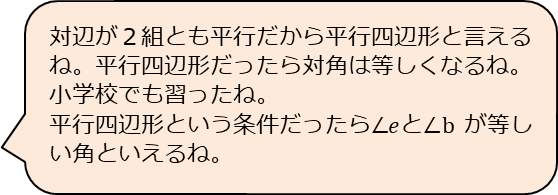 対辺が２組とも平行だから平行四辺形と言える
ね。平行四辺形だったら対角は等しくなるね。
小学校でも習ったね。
平行四辺形という条件だったら∠eと∠b が等し
い角といえるね。